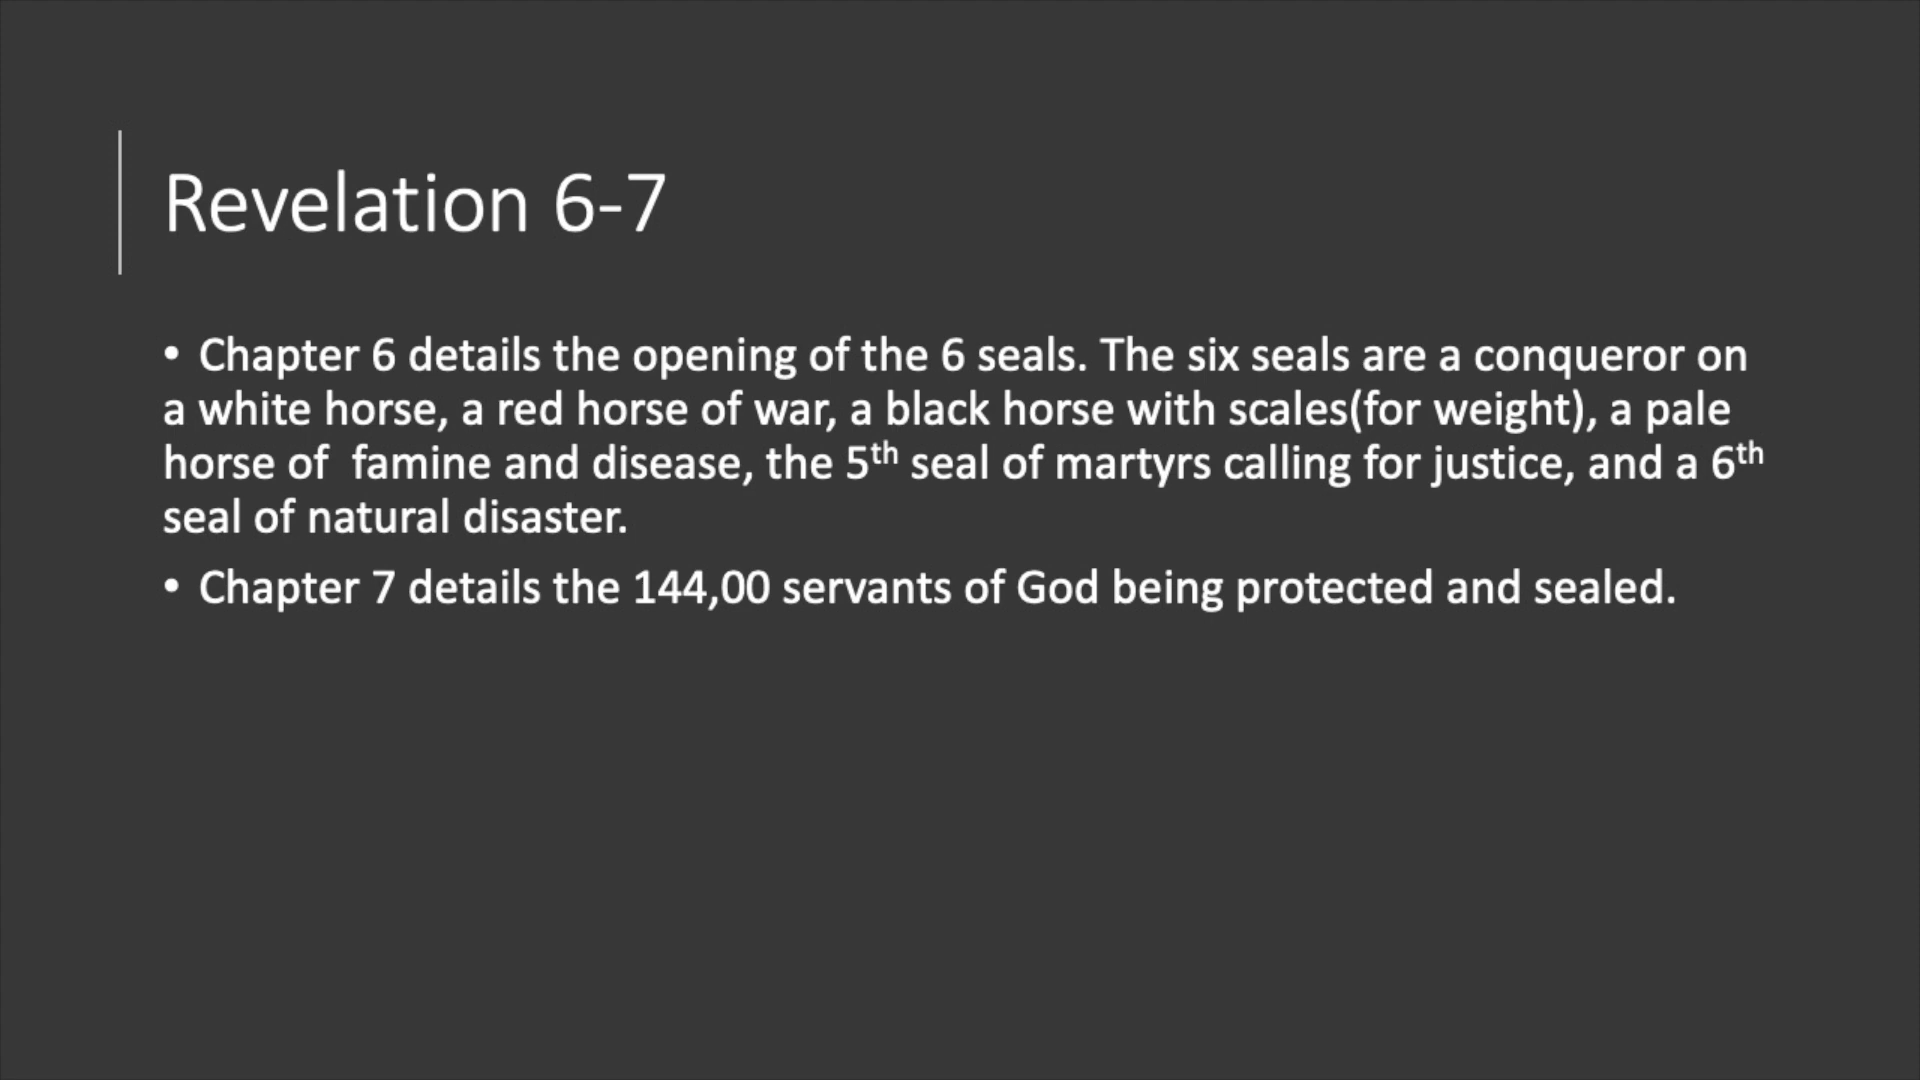 Revelation 6-7
• Chapter 6 details the opening of the 6 seals. The six seals are a conqueror on
a white horse, a red horse of war, a black horse with scales(for weight), a pale
horse of  famine and disease, the 5th seal of martyrs calling for justice, and a 6th
seal of natural disaster.
• Chapter 7 details the 144,00 servants of God being protected and sealed.